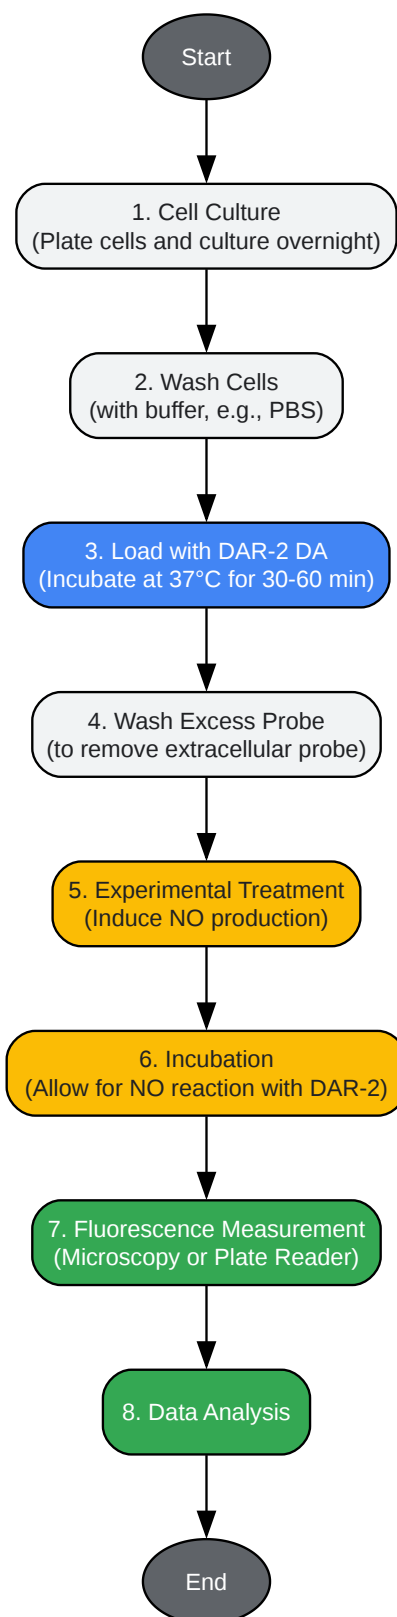 Start
1. Cell Culture
(Plate cells and culture overnight)
2. Wash Cells
(with buffer, e.g., PBS)
3. Load with DAR-2 DA
(Incubate at 37°C for 30-60 min)
4. Wash Excess Probe
(to remove extracellular probe)
5. Experimental Treatment
(Induce NO production)
6. Incubation
(Allow for NO reaction with DAR-2)
7. Fluorescence Measurement
(Microscopy or Plate Reader)
8. Data Analysis
End